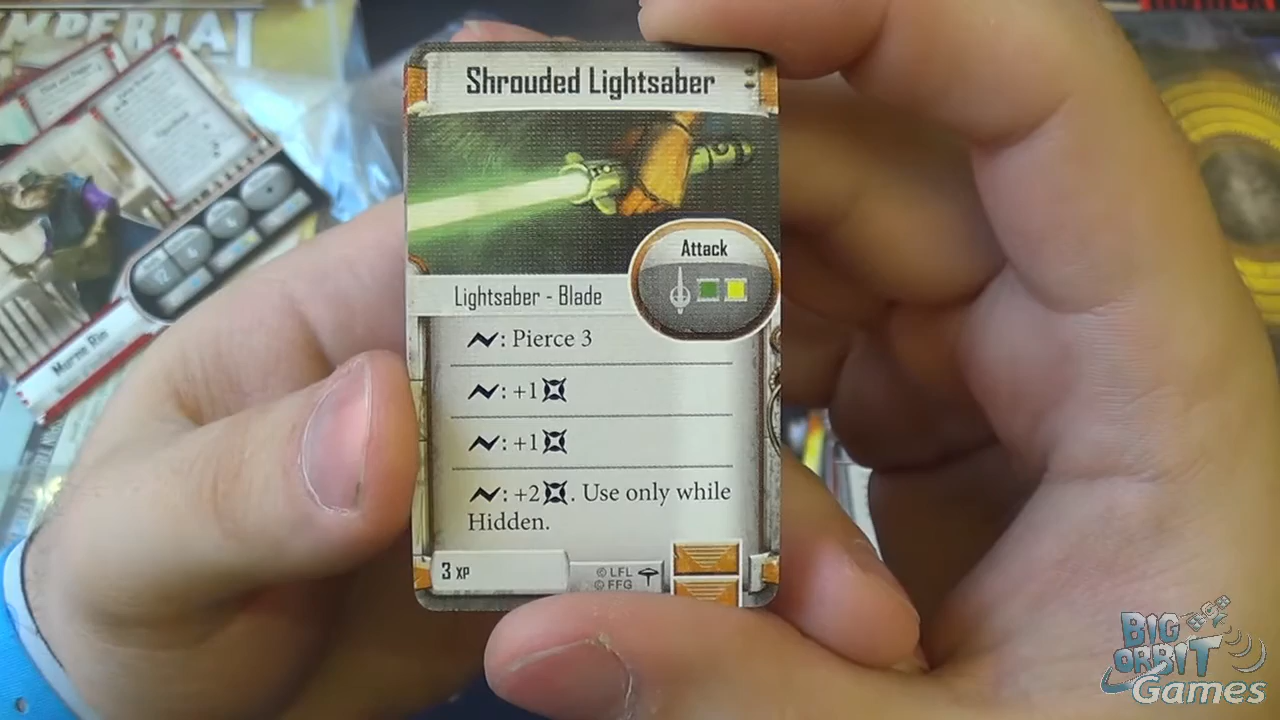 IMPERIAL
Shrouded Lightsaber
Attack
Lightsaber - Blade
: Pierce 3
: +1
: +1
: +2. Use only while
Hidden.
3 XP
© LFL
© FFG
BIG
ORBIT
Games